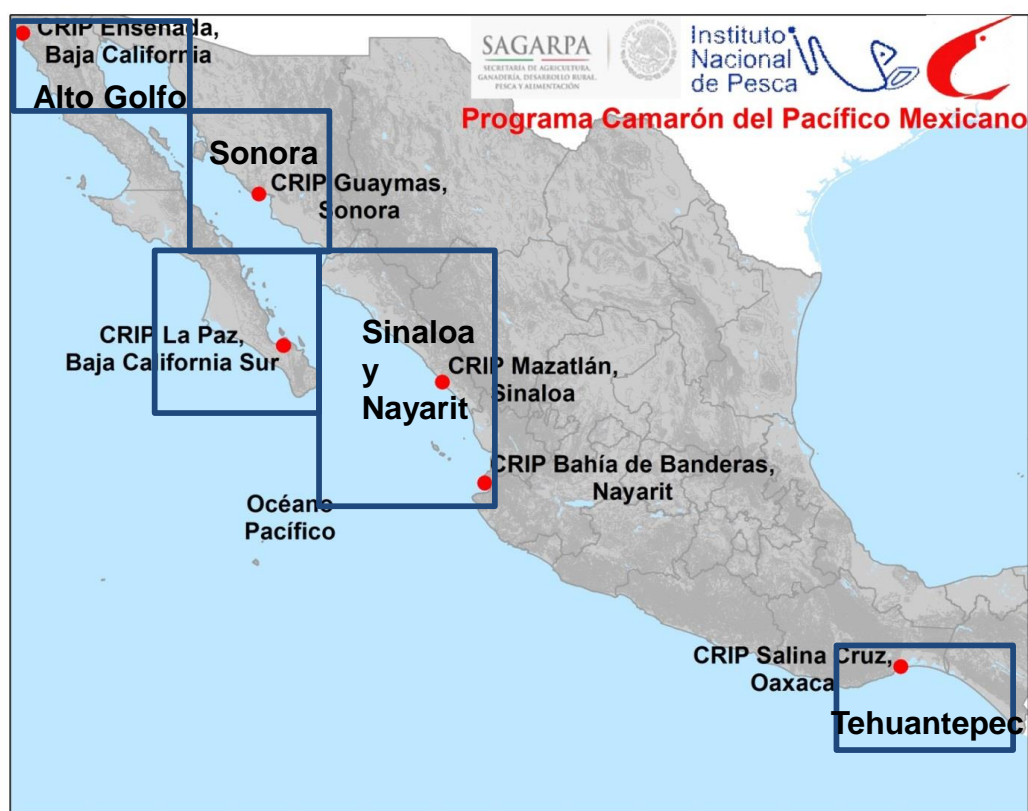 CRIP Ensenada,
Baja California
Alto Golfo
SAGARPA
SECRETARÍA DE AGRICULTURA,
GANADERÍA, DESARROLLO RURAL,
PESCA Y ALIMENTACIÓN
Instituto
Nacional
de Pesca
Programa Camarón del Pacífico Mexicano
Sonora
CRIP Guaymas,
Sonora
CRIP La Paz,
Baja California Sur
Sinaloa
y
Nayarit
CRIP Mazatlán,
Sinaloa
CRIP Bahía de Banderas,
Nayarit
Océano
Pacífico
CRIP Salina Cruz,
Oaxaca
Tehuantepec